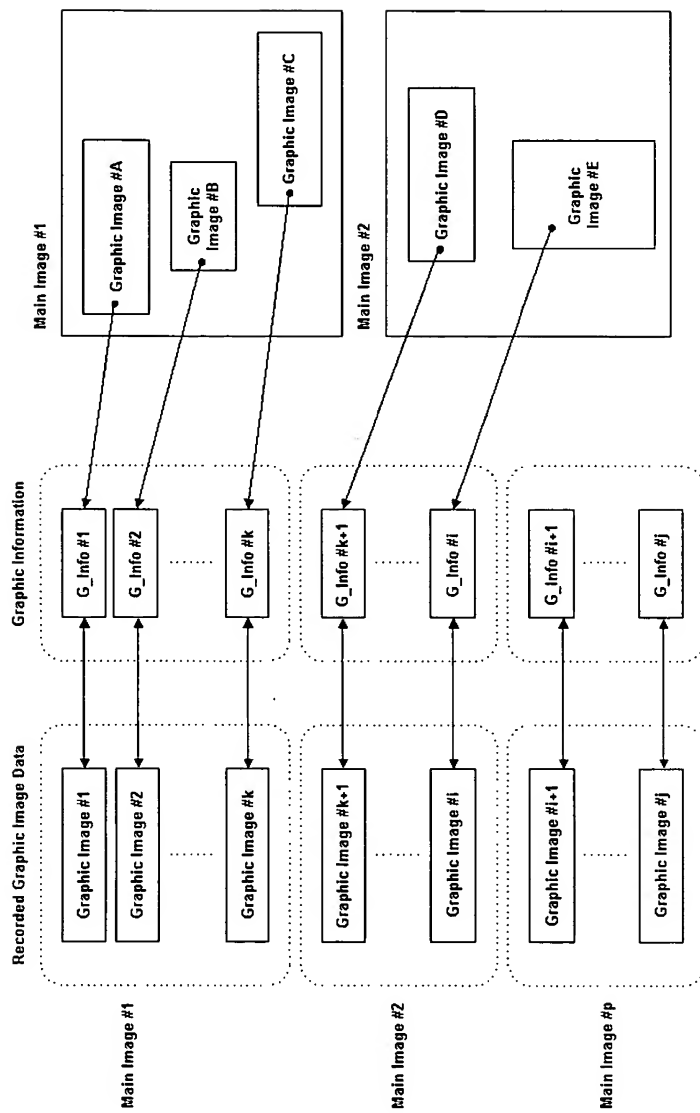 Recorded Graphic Image Data
Graphic Information
Main Image #1
Graphic Image #1
Graphic Image #2
........
........
Graphic Image #k
G_Info #1
G_Info #2
........
........
G_Info #k
Main Image #1
Graphic Image #A
Graphic
Image #B
Graphic Image #C
Main Image #2
Graphic Image #k+1
........
........
Graphic Image #i
G_Info #k+1
........
........
G_Info #i
Main Image #2
Graphic Image #D
Graphic
Image #E
Main Image #p
Graphic Image #i+1
........
........
Graphic Image #j
G_Info #i+1
........
........
G_Info #j